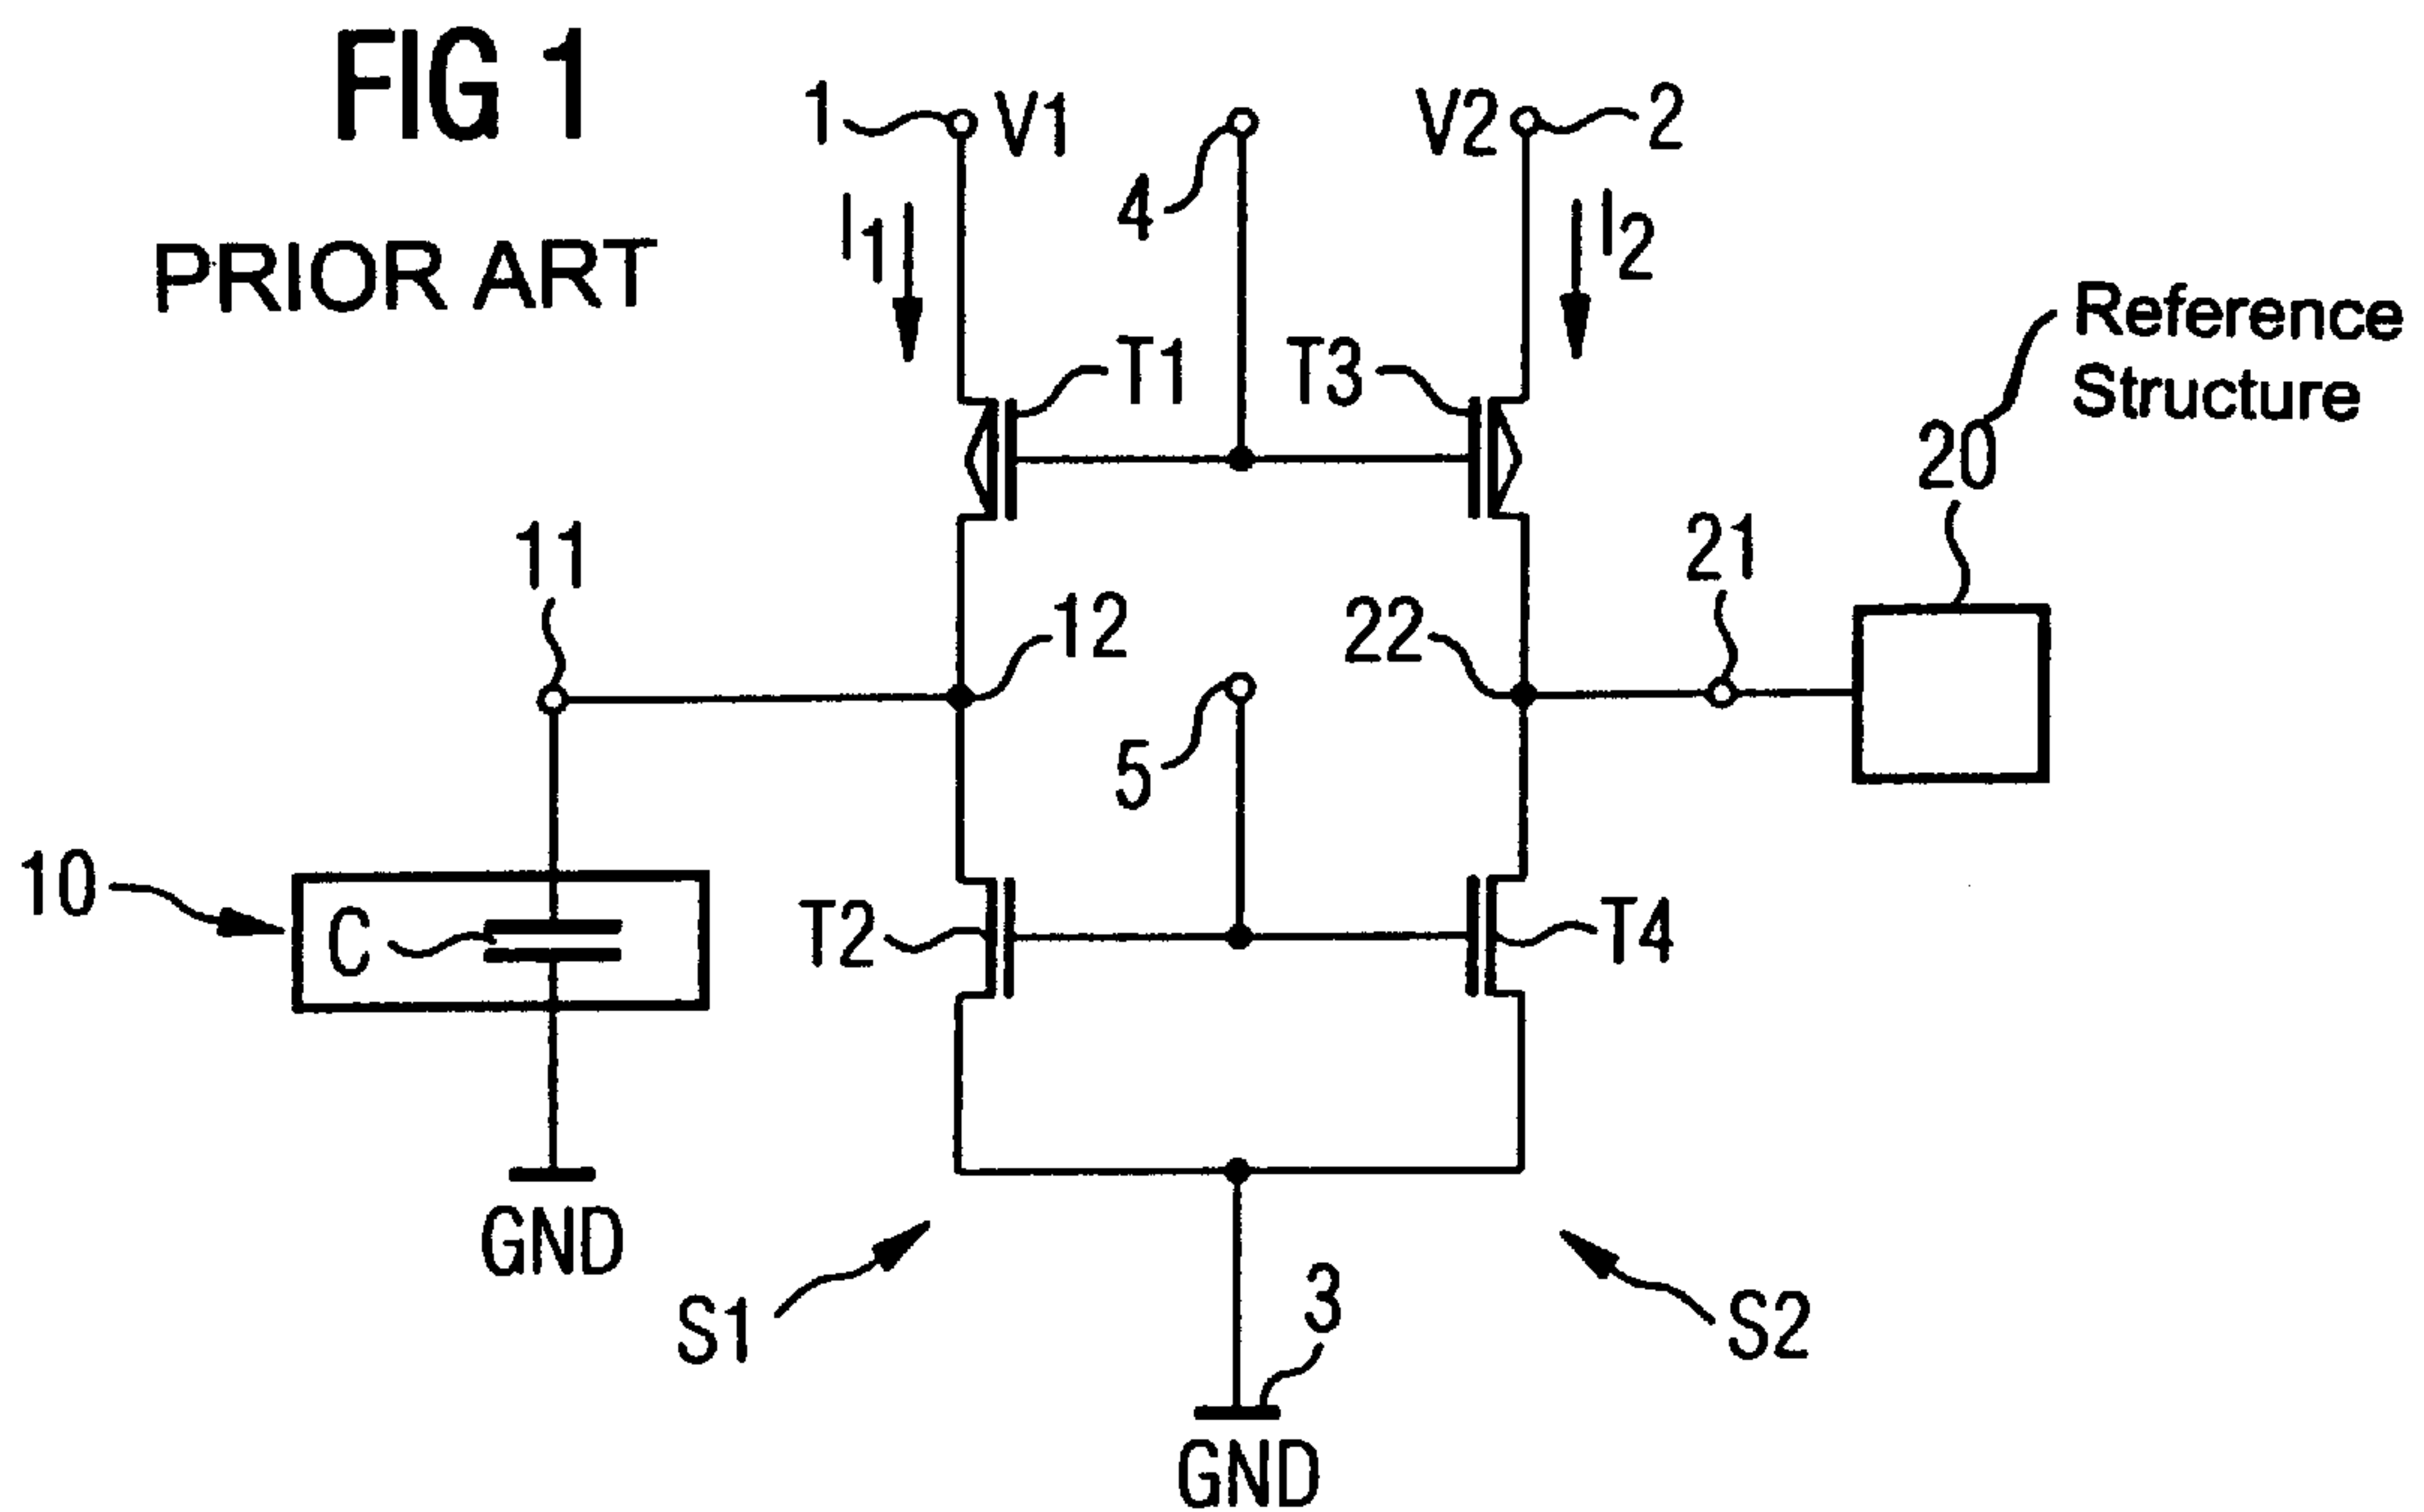 FIG 1
PRIOR ART
1
V1
4
V2
2
I1
I2
T1
T3
Reference
Structure
20
11
12
22
21
5
10
C
T2
T4
GND
S1
3
S2
GND